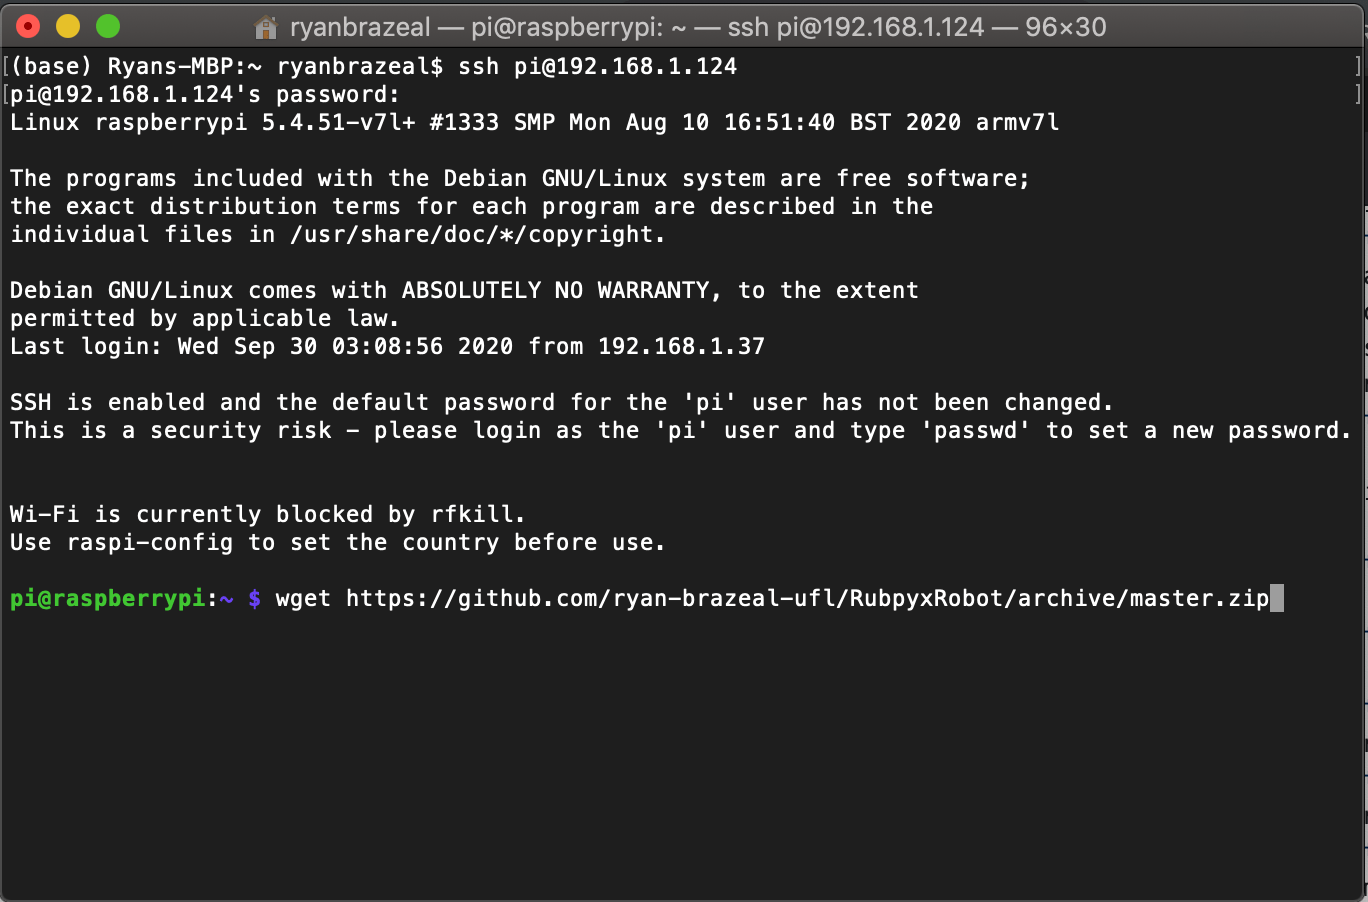 ryanbrazeal — pi@raspberrypi: ~ — ssh pi@192.168.1.124 — 96×30
[(base) Ryans-MBP:~ ryanbrazeal$ ssh pi@192.168.1.124 ]
[pi@192.168.1.124's password: ]
Linux raspberrypi 5.4.51-v7l+ #1333 SMP Mon Aug 10 16:51:40 BST 2020 armv7l
The programs included with the Debian GNU/Linux system are free software;
the exact distribution terms for each program are described in the
individual files in /usr/share/doc/*/copyright.
Debian GNU/Linux comes with ABSOLUTELY NO WARRANTY, to the extent
permitted by applicable law.
Last login: Wed Sep 30 03:08:56 2020 from 192.168.1.37
SSH is enabled and the default password for the 'pi' user has not been changed.
This is a security risk - please login as the 'pi' user and type 'passwd' to set a new password.
Wi-Fi is currently blocked by rfkill.
Use raspi-config to set the country before use.
pi@raspberrypi:~ $ wget https://github.com/ryan-brazeal-ufl/RubpyxRobot/archive/master.zip